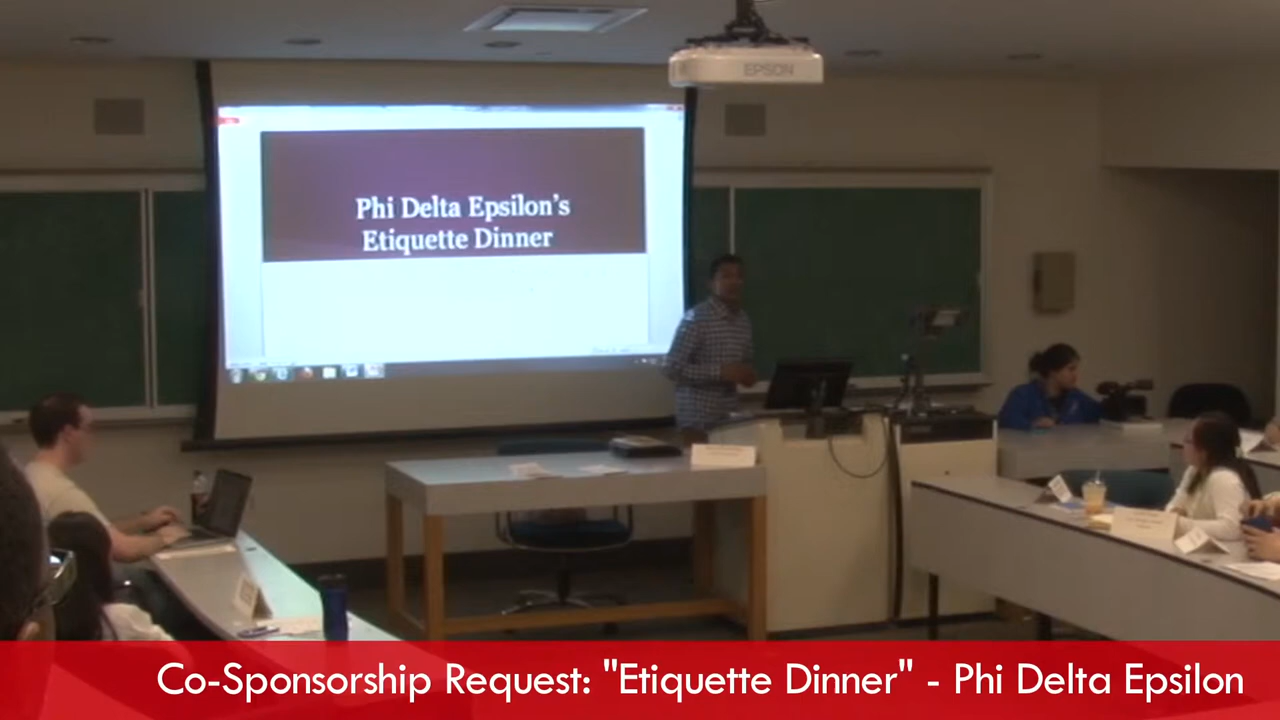 EPSON
Phi Delta Epsilon's
Etiquette Dinner
Co-Sponsorship Request: "Etiquette Dinner" - Phi Delta Epsilon